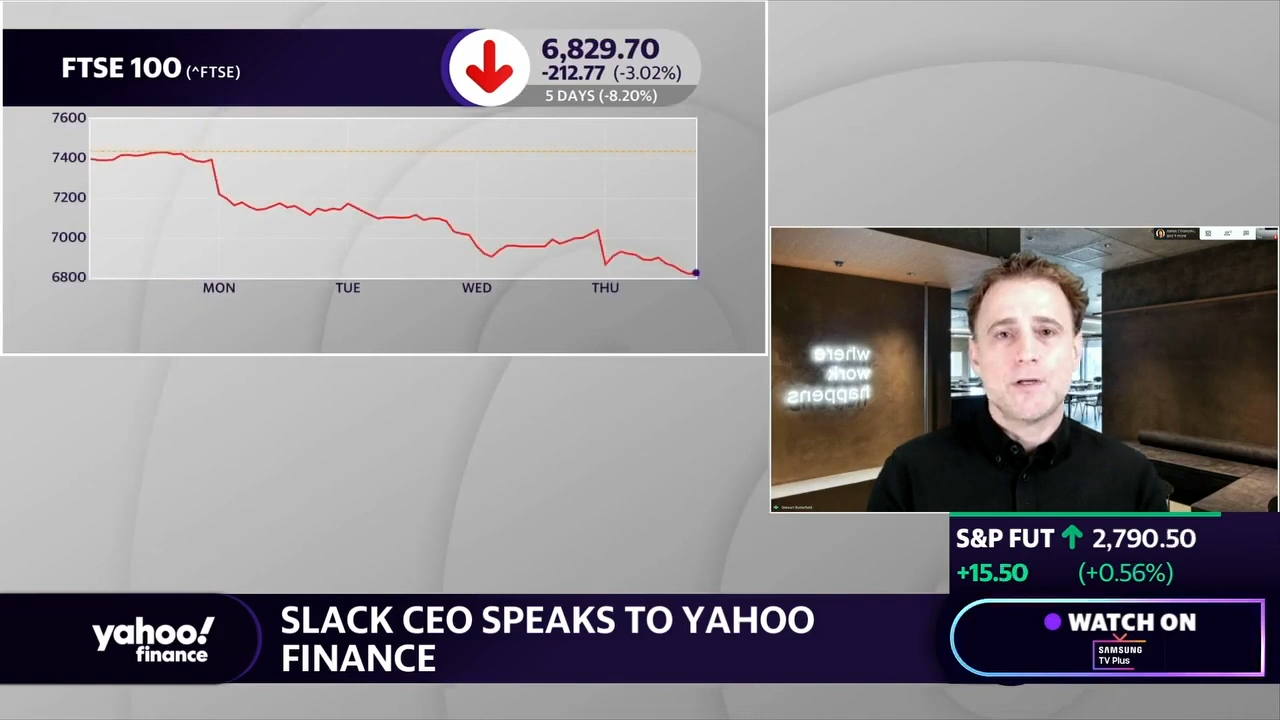 FTSE 100 (^FTSE)
6,829.70
-212.77 (-3.02%)
5 DAYS (-8.20%)
7600
7400
7200
7000
6800
MON TUE WED THU
where
work
happens
Stewart Butterfield
S&P FUT 2,790.50
+15.50 (+0.56%)
yahoo!
finance
SLACK CEO SPEAKS TO YAHOO
FINANCE
WATCH ON
SAMSUNG
TV Plus